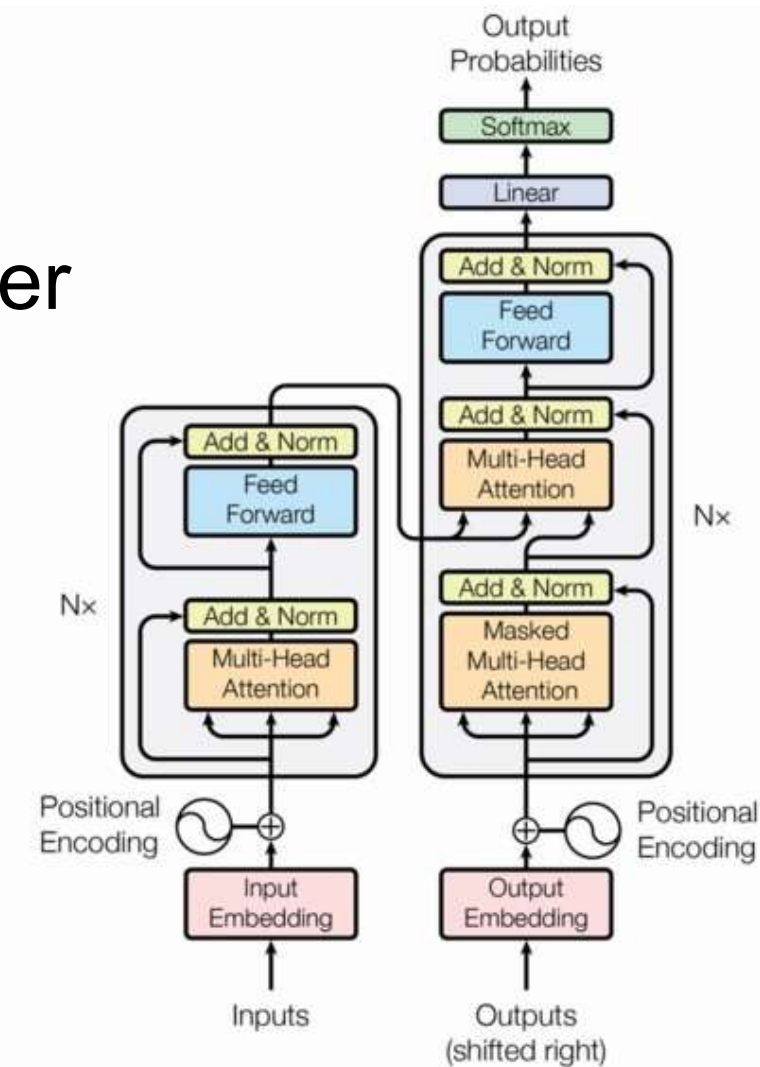 Output
Probabilities
Softmax
Linear
er
Add & Norm
Feed
Forward
Add & Norm
Multi-Head
Attention
Nx
Add & Norm
Masked
Multi-Head
Attention
Add & Norm
Feed
Forward
Nx
Add & Norm
Multi-Head
Attention
Positional
Encoding
Positional
Encoding
Input
Embedding
Output
Embedding
Inputs
Outputs
(shifted right)